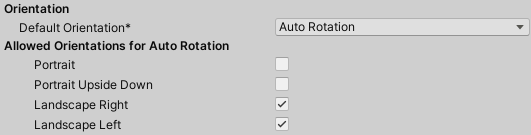 Orientation
Default Orientation* Auto Rotation
Allowed Orientations for Auto Rotation
Portrait
Portrait Upside Down
Landscape Right
Landscape Left